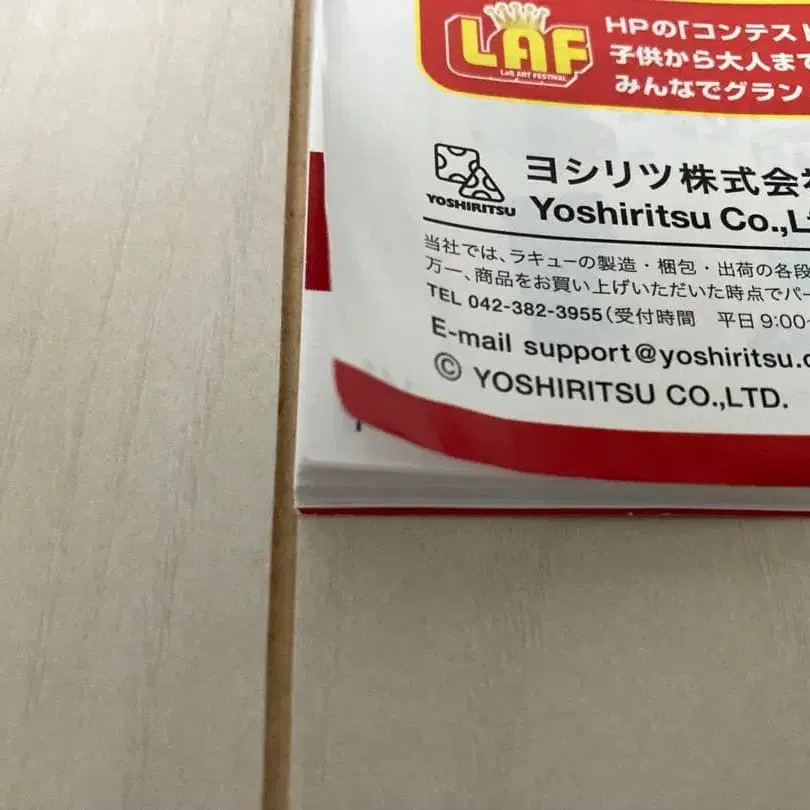 LAF
LaQ ART FESTIVAL
HPの「コンテスト
子供から大人まで
みんなでグラン
YOSHIRITSU
ヨシリツ株式会社
Yoshiritsu Co.,L
当社では、ラキューの製造・梱包・出荷の各段
万一、商品をお買い上げいただいた時点でパー
TEL 042-382-3955(受付時間 平日 9:00~
E-mail support@yoshiritsu.c
© YOSHIRITSU CO.,LTD.